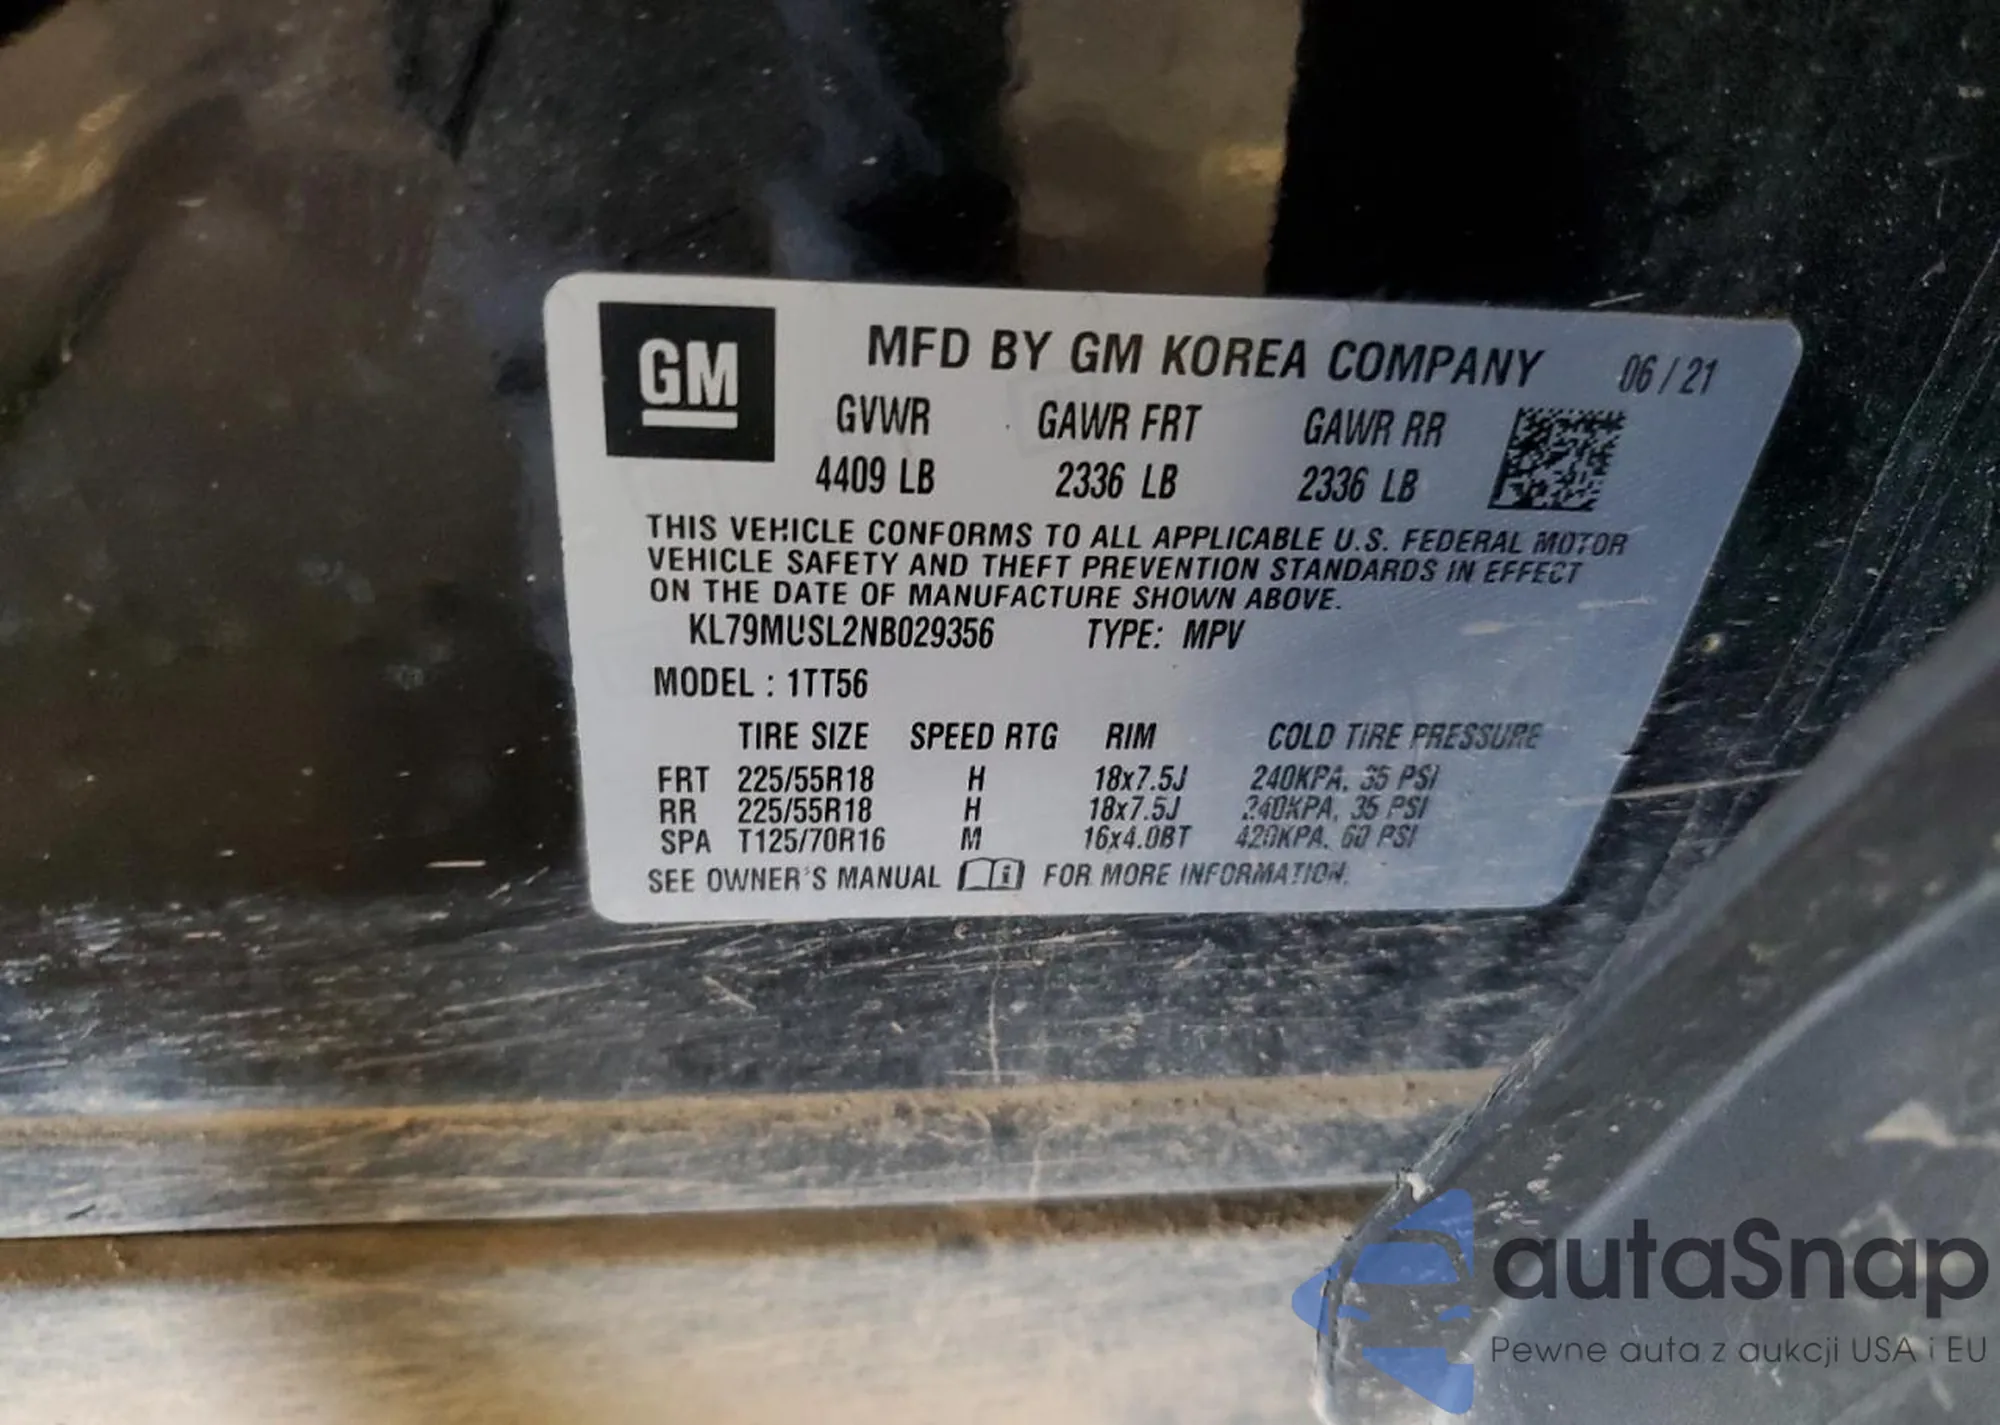 GM
MFD BY GM KOREA COMPANY 06/21
GVWR GAWR FRT GAWR RR
4409 LB 2336 LB 2336 LB
THIS VEHICLE CONFORMS TO ALL APPLICABLE U.S. FEDERAL MOTOR
VEHICLE SAFETY AND THEFT PREVENTION STANDARDS IN EFFECT
ON THE DATE OF MANUFACTURE SHOWN ABOVE.
KL79MUSL2NB029356 TYPE: MPV
MODEL : 1TT56
TIRE SIZE SPEED RTG RIM COLD TIRE PRESSURE
FRT 225/55R18 H 18x7.5J 240KPA, 35 PSI
RR 225/55R18 H 18x7.5J 240KPA, 35 PSI
SPA T125/70R16 M 16x4.0BT 420KPA, 60 PSI
SEE OWNER'S MANUAL i FOR MORE INFORMATION.
autaSnap
Pewne auta z aukcji USA i EU